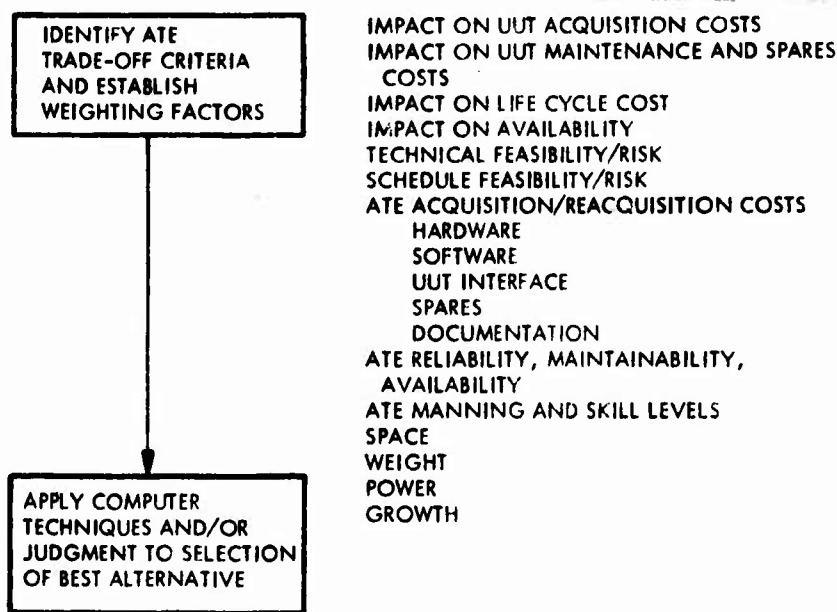 IDENTIFY ATE
TRADE-OFF CRITERIA
AND ESTABLISH
WEIGHTING FACTORS
IMPACT ON UUT ACQUISITION COSTS
IMPACT ON UUT MAINTENANCE AND SPARES
COSTS
IMPACT ON LIFE CYCLE COST
IMPACT ON AVAILABILITY
TECHNICAL FEASIBILITY/RISK
SCHEDULE FEASIBILITY/RISK
ATE ACQUISITION/REACQUISITION COSTS
HARDWARE
SOFTWARE
UUT INTERFACE
SPARES
DOCUMENTATION
ATE RELIABILITY, MAINTAINABILITY,
AVAILABILITY
ATE MANNING AND SKILL LEVELS
SPACE
WEIGHT
POWER
GROWTH
APPLY COMPUTER
TECHNIQUES AND/OR
JUDGMENT TO SELECTION
OF BEST ALTERNATIVE